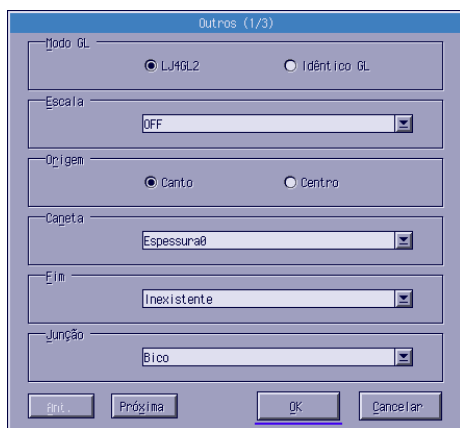 Outros (1/3)
Modo GL
LJ4GL2 Idêntico GL
Escala
OFF
Origem
Canto Centro
Caneta
Espessura0
Fim
Inexistente
Junção
Bico
Ant. Próxima OK Cancelar